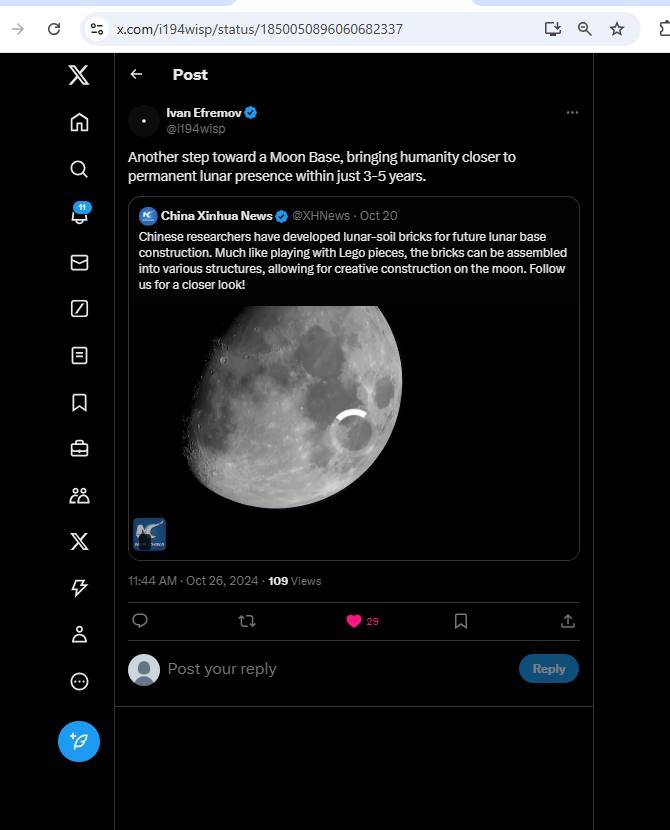 x.com/i194wisp/status/1850050896060682337
Post
Ivan Efremov
@i194wisp
Another step toward a Moon Base, bringing humanity closer to
permanent lunar presence within just 3-5 years.
11
China Xinhua News @XHNews · Oct 20
Chinese researchers have developed lunar-soil bricks for future lunar base
construction. Much like playing with Lego pieces, the bricks can be assembled
into various structures, allowing for creative construction on the moon. Follow
us for a closer look!
11:44 AM · Oct 26, 2024 · 109 Views
29
Post your reply
Reply